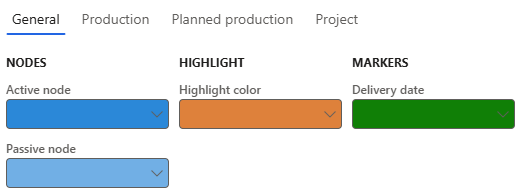 General Production Planned production Project
NODES HIGHLIGHT MARKERS
Active node Highlight color Delivery date
Passive node